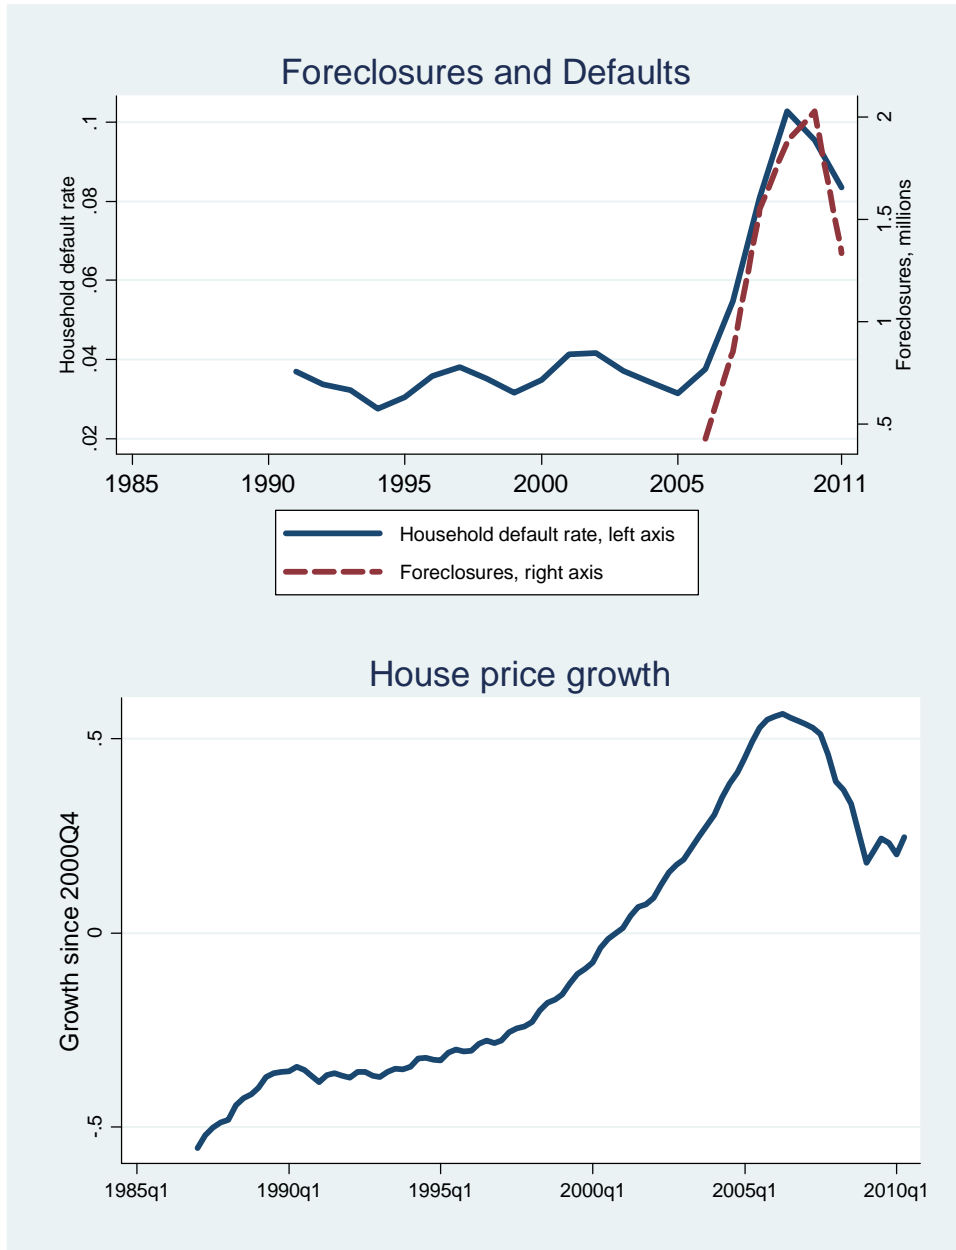 Foreclosures and Defaults
Household default rate
.1
.08
.06
.04
.02
2
1.5
1
.5
Foreclosures, millions
1985
1990
1995
2000
2005
2011
Household default rate, left axis
Foreclosures, right axis
House price growth
Growth since 2000Q4
.5
0
-.5
1985q1
1990q1
1995q1
2000q1
2005q1
2010q1